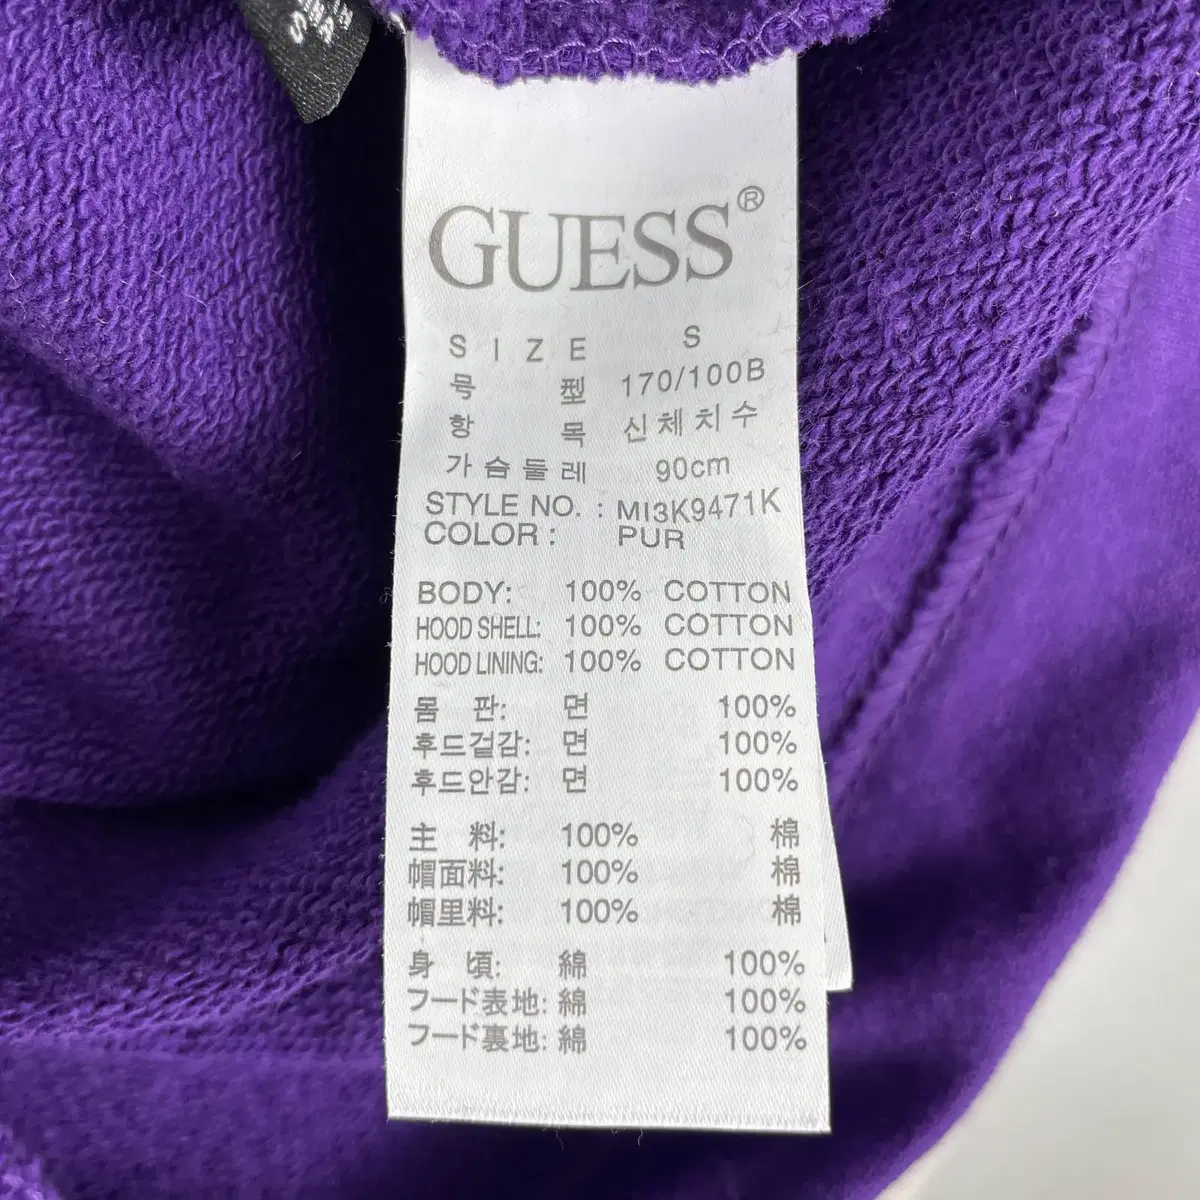 GUESS®
SIZE S
号型 170/100B
항목 신체치수
가슴둘레 90cm
STYLE NO. : MI3K9471K
COLOR : PUR
BODY: 100% COTTON
HOOD SHELL: 100% COTTON
HOOD LINING: 100% COTTON
몸 판: 면 100%
후드겉감: 면 100%
후드안감: 면 100%
主 料: 100% 棉
帽面料: 100% 棉
帽里料: 100% 棉
身 頃: 綿 100%
フード表地: 綿 100%
フード裏地: 綿 100%